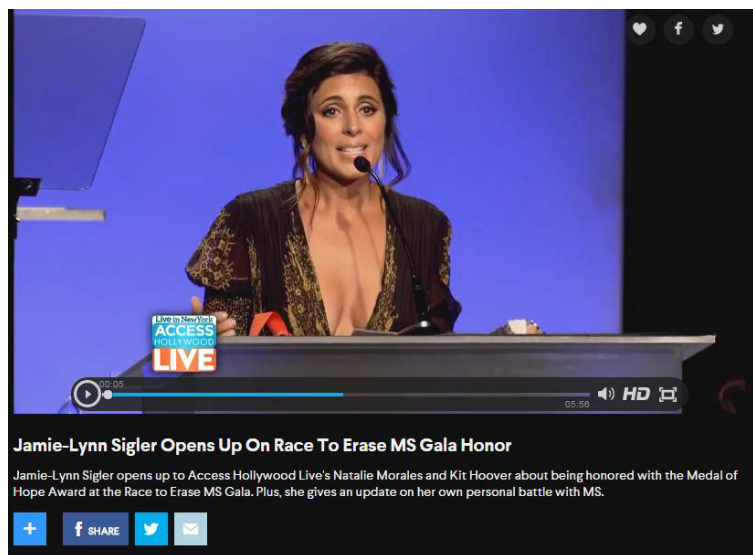 Live in New York
ACCESS
HOLLYWOOD
LIVE
00:05
05:56
HD
Jamie-Lynn Sigler Opens Up On Race To Erase MS Gala Honor
Jamie-Lynn Sigler opens up to Access Hollywood Live's Natalie Morales and Kit Hoover about being honored with the Medal of
Hope Award at the Race to Erase MS Gala. Plus, she gives an update on her own personal battle with MS.
f SHARE